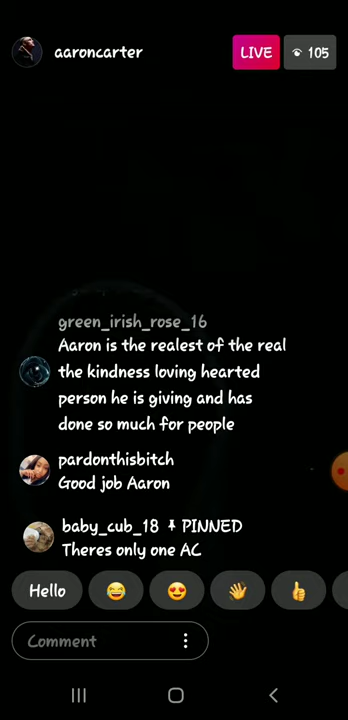 aaroncarter
LIVE
105
green_irish_rose_16
Aaron is the realest of the real
the kindness loving hearted
person he is giving and has
done so much for people
pardonthisbitch
Good job Aaron
baby_cub_18 📌 PINNED
Theres only one AC
Hello 😂 😍 👋 👍
Comment